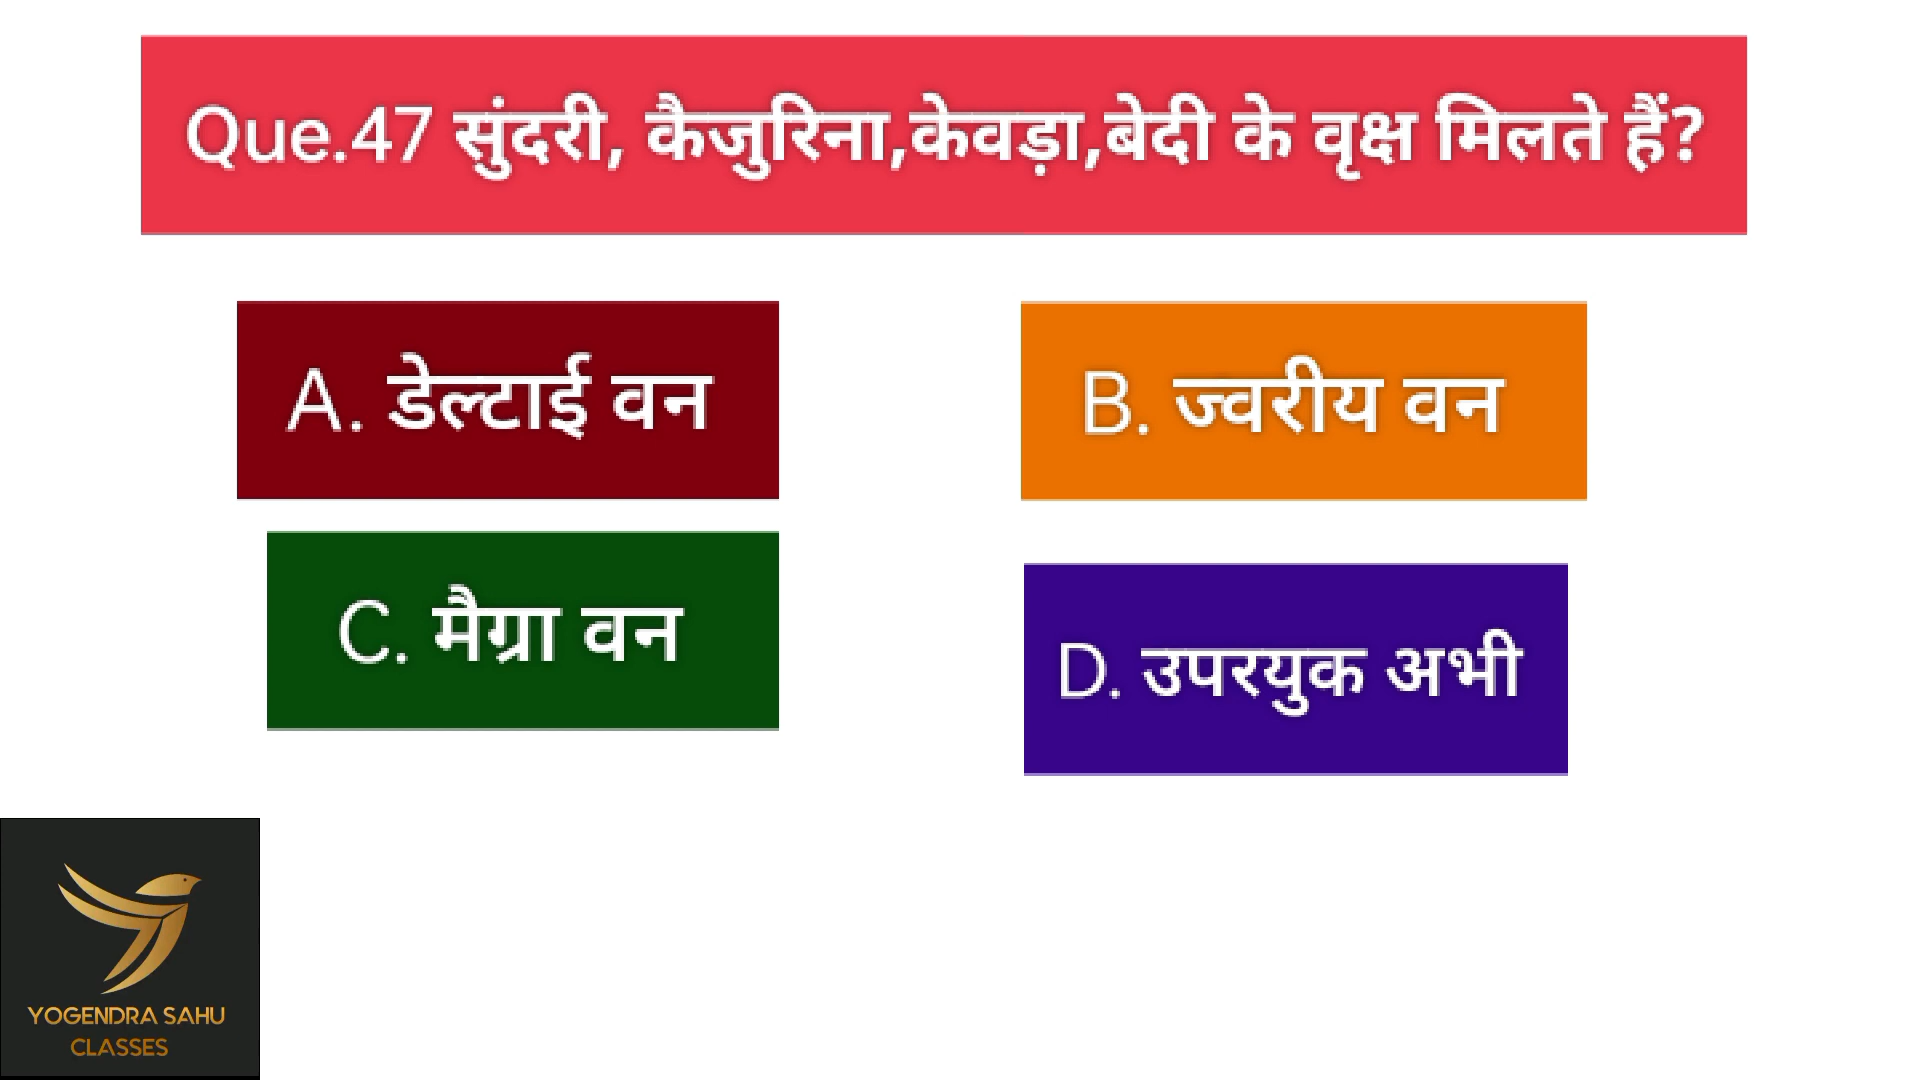 Que.47 सुंदरी, कैजुरिना,केवड़ा,बेदी के वृक्ष मिलते हैं?
A. डेल्टाई वन
B. ज्वरीय वन
C. मैग्रा वन
D. उपरयुक अभी
YOGENDRA SAHU
CLASSES